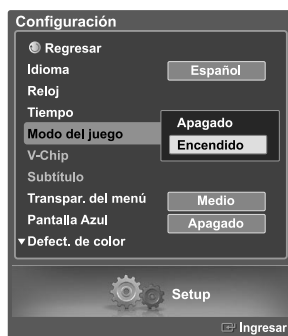 Configuración
Regresar
Idioma Español
Reloj
Tiempo
Apagado
Modo del juego
Encendido
V-Chip
Subtitulo
Transpar. del menú Medio
Pantalla Azul Apagado
▼Defect. de color
Setup
Ingresar